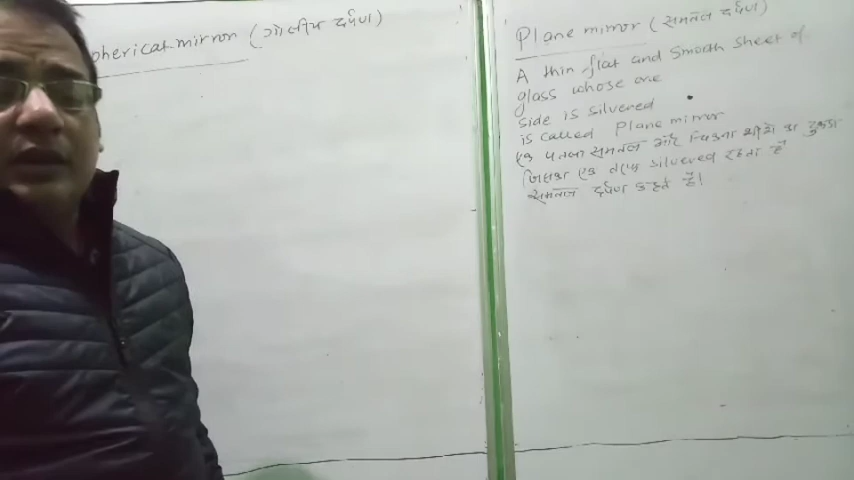 pherical mirror (गोलीय दर्पण)
Plane mirror (समतल दर्पण)
A thin flat and smooth sheet of
glass whose one
side is silvered
is called Plane mirror
एक पतला समतल और चिकना शीशे का टुकड़ा
जिसका एक तरफ silvered रहता है
समतल दर्पण कहते हैं।